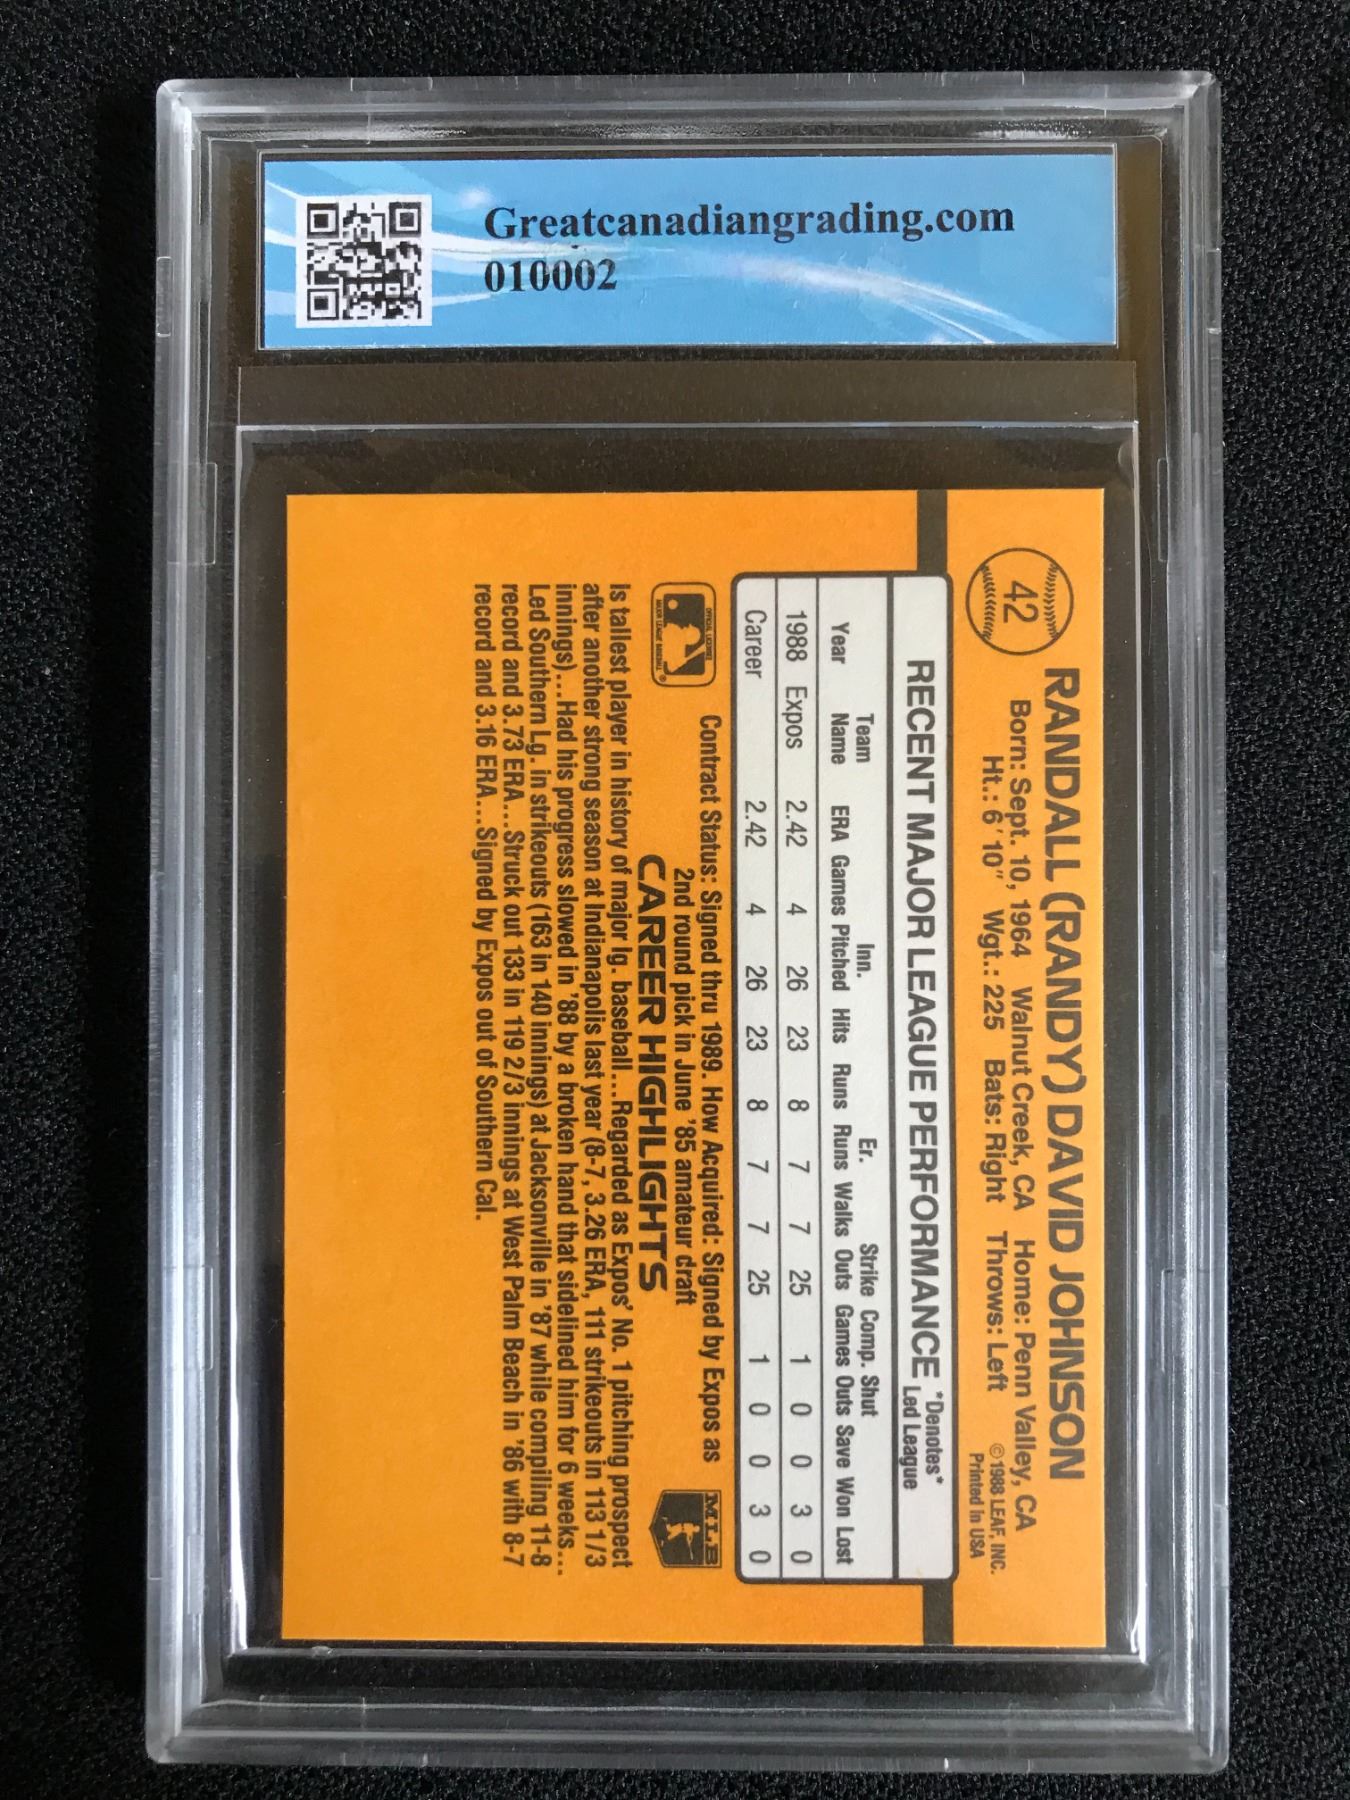 Greatcanadiangrading.com
010002
42
RANDALL (RANDY) DAVID JOHNSON
Born: Sept. 10, 1964 Walnut Creek, CA Home: Penn Valley, CA
Ht.: 6'10" Wgt.: 225 Bats: Right Throws: Left
©1988 LEAF, INC.
Printed In USA
RECENT MAJOR LEAGUE PERFORMANCE
*Denotes*
Led League
Team Inn. Er. Strike Comp. Shut
Year Name ERA Games Pitched Hits Runs Runs Walks Outs Games Outs Save Won Lost
1988 Expos 2.42 4 26 23 8 7 7 25 1 0 0 3 0
Career 2.42 4 26 23 8 7 7 25 1 0 0 3 0
OFFICIAL LICENSEE
MAJOR LEAGUE BASEBALL®
Contract Status: Signed thru 1989. How Acquired: Signed by Expos as
2nd round pick in June '85 amateur draft
MLB
CAREER HIGHLIGHTS
Is tallest player in history of major lg. baseball...Regarded as Expos' No. 1 pitching prospect
after another strong season at Indianapolis last year (8-7, 3.26 ERA, 111 strikeouts in 113 1/3
innings)...Had his progress slowed in '88 by a broken hand that sidelined him for 6 weeks...
Led Southern Lg. in strikeouts (163 in 140 innings) at Jacksonville in '87 while compiling 11-8
record and 3.73 ERA...Struck out 133 in 119 2/3 innings at West Palm Beach in '86 with 8-7
record and 3.16 ERA...Signed by Expos out of Southern Cal.